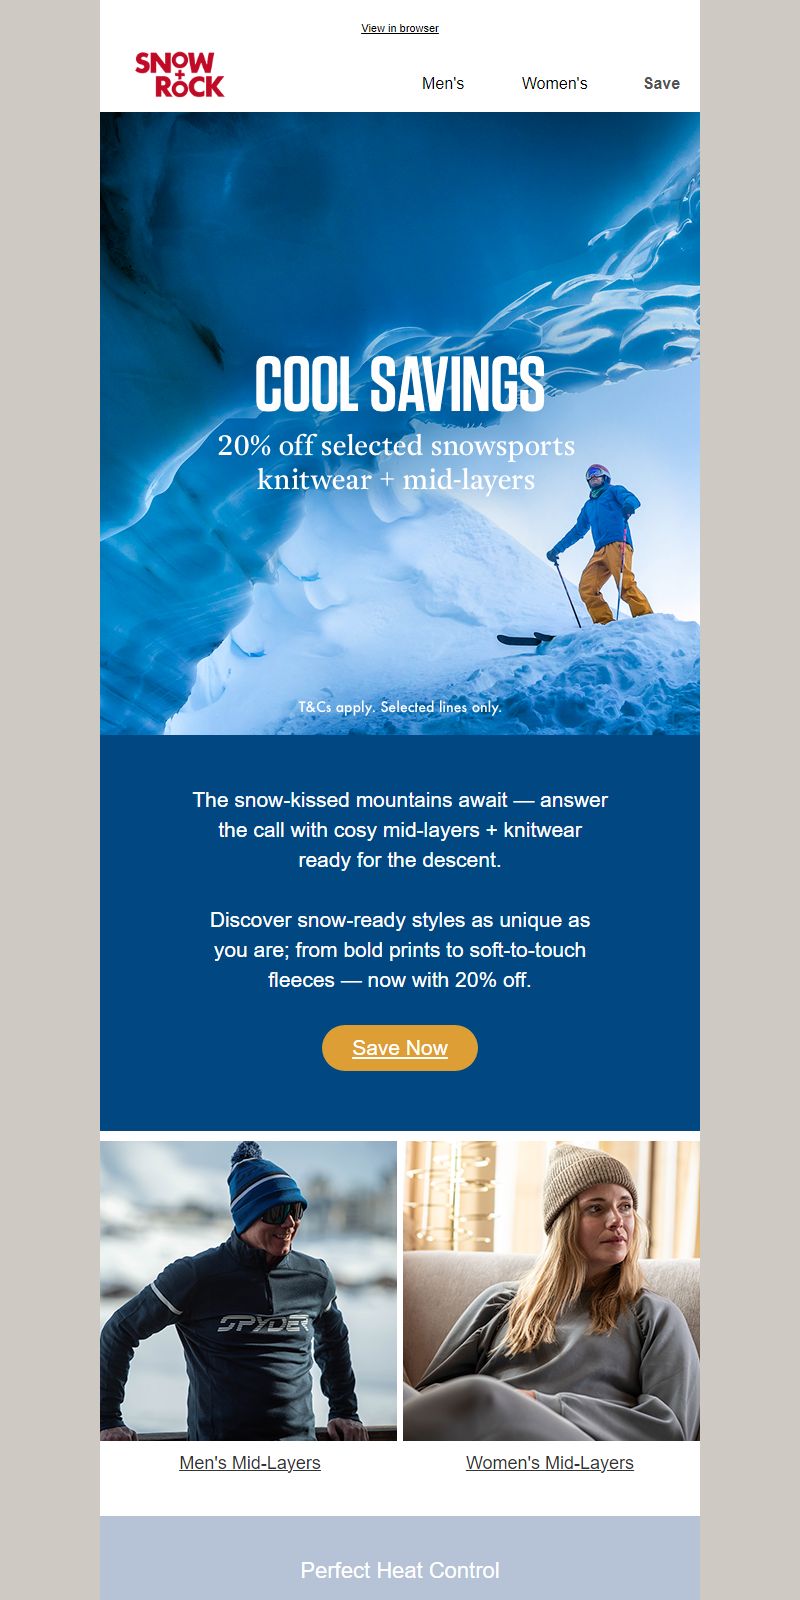 View in browser
SNOW
+
ROCK
Men's Women's Save
COOL SAVINGS
20% off selected snowsports
knitwear + mid-layers
T&Cs apply. Selected lines only.
The snow-kissed mountains await — answer
the call with cosy mid-layers + knitwear
ready for the descent.
Discover snow-ready styles as unique as
you are; from bold prints to soft-to-touch
fleeces — now with 20% off.
Save Now
SPYDER
Men's Mid-Layers
Women's Mid-Layers
Perfect Heat Control